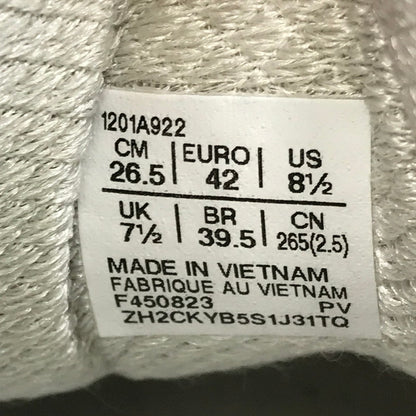 1201A922
CM | EURO | US
26.5 | 42 | 8½
UK | BR | CN
7½ | 39.5 | 265(2.5)
MADE IN VIETNAM
FABRIQUE AU VIETNAM
F450823 PV
ZH2CKYB5S1J31TQ